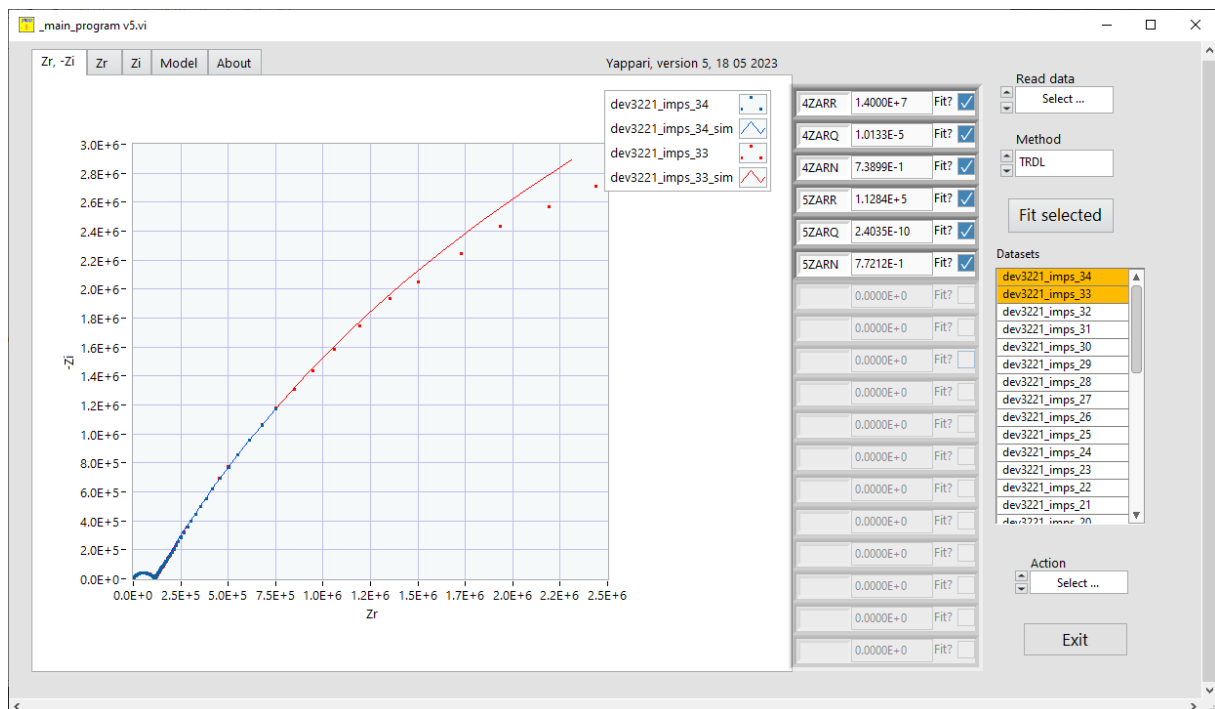 _main_program v5.vi
Zr, -Zi
Zr
Zi
Model
About
Yappari, version 5, 18 05 2023
dev3221_imps_34
dev3221_imps_34_sim
dev3221_imps_33
dev3221_imps_33_sim
3.0E+6
2.8E+6
2.6E+6
2.4E+6
2.2E+6
2.0E+6
1.8E+6
1.6E+6
1.4E+6
1.2E+6
1.0E+6
8.0E+5
6.0E+5
4.0E+5
2.0E+5
0.0E+0
-Zi
0.0E+0 2.5E+5 5.0E+5 7.5E+5 1.0E+6 1.3E+6 1.5E+6 1.7E+6 2.0E+6 2.2E+6 2.5E+6
Zr
4ZARR 1.4000E+7 Fit?
4ZARQ 1.0133E-5 Fit?
4ZARN 7.3899E-1 Fit?
5ZARR 1.1284E+5 Fit?
5ZARQ 2.4035E-10 Fit?
5ZARN 7.7212E-1 Fit?
0.0000E+0 Fit?
0.0000E+0 Fit?
0.0000E+0 Fit?
0.0000E+0 Fit?
0.0000E+0 Fit?
0.0000E+0 Fit?
0.0000E+0 Fit?
0.0000E+0 Fit?
0.0000E+0 Fit?
0.0000E+0 Fit?
0.0000E+0 Fit?
0.0000E+0 Fit?
Read data
Select ...
Method
TRDL
Fit selected
Datasets
dev3221_imps_34
dev3221_imps_33
dev3221_imps_32
dev3221_imps_31
dev3221_imps_30
dev3221_imps_29
dev3221_imps_28
dev3221_imps_27
dev3221_imps_26
dev3221_imps_25
dev3221_imps_24
dev3221_imps_23
dev3221_imps_22
dev3221_imps_21
dev3221_imps_20
Action
Select ...
Exit